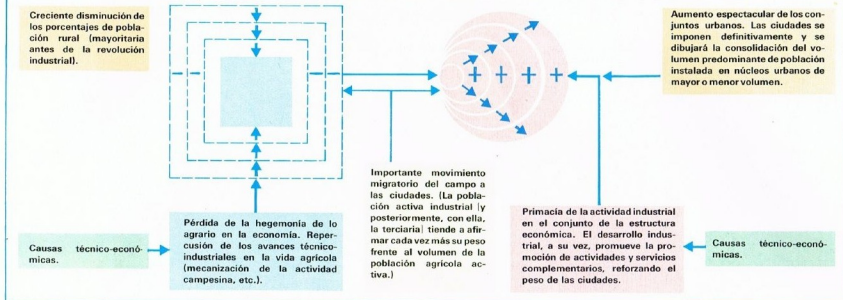 Creciente disminución de
los porcentajes de pobla-
ción rural (mayoritaria
antes de la revolución
industrial).
Aumento espectacular de los con-
juntos urbanos. Las ciudades se
imponen definitivamente y se
dibujará la consolidación del vo-
lumen predominante de población
instalada en núcleos urbanos de
mayor o menor volumen.
Importante movimiento
migratorio del campo a
las ciudades. (La pobla-
ción activa industrial |y
posteriormente, con ella,
la terciaria| tiende a afir-
mar cada vez más su peso
frente al volumen de la
población agrícola ac-
tiva.)
Causas técnico-econó-
micas.
Pérdida de la hegemonía de lo
agrario en la economía. Reper-
cusión de los avances técnico-
industriales en la vida agrícola
(mecanización de la actividad
campesina, etc.).
Primacía de la actividad industrial
en el conjunto de la estructura
económica. El desarrollo indus-
trial, a su vez, promueve la pro-
moción de actividades y servicios
complementarios, reforzando el
peso de las ciudades.
Causas técnico-econó-
micas.